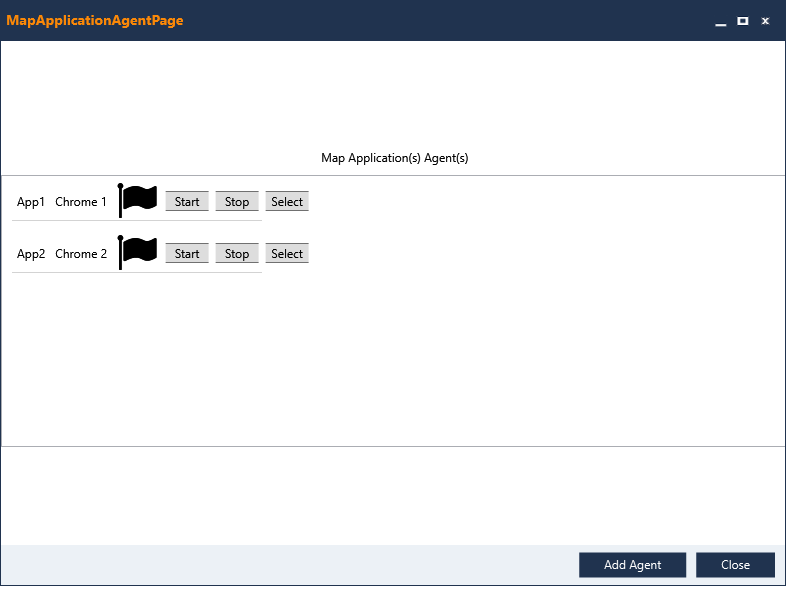 MapApplicationAgentPage
Map Application(s) Agent(s)
App1 Chrome 1 Start Stop Select
App2 Chrome 2 Start Stop Select
Add Agent Close